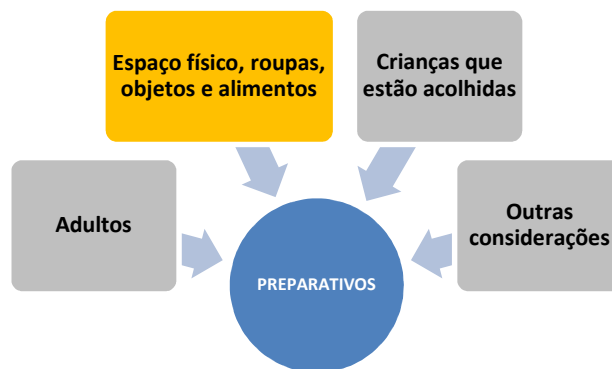 Espaço físico, roupas,
objetos e alimentos
Crianças que
estão acolhidas
Adultos
Outras
considerações
PREPARATIVOS